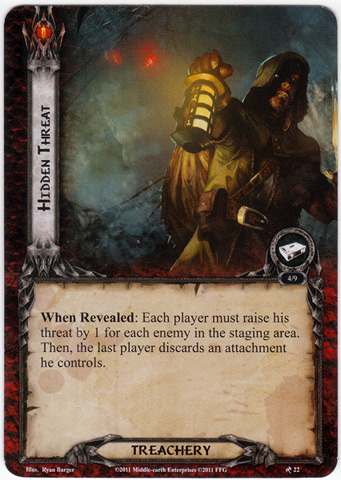 HIDDEN THREAT
4/9
When Revealed: Each player must raise his
threat by 1 for each enemy in the staging area.
Then, the last player discards an attachment
he controls.
TREACHERY
Illus. Ryan Barger
©2011 Middle-earth Enterprises ©2011 FFG
22